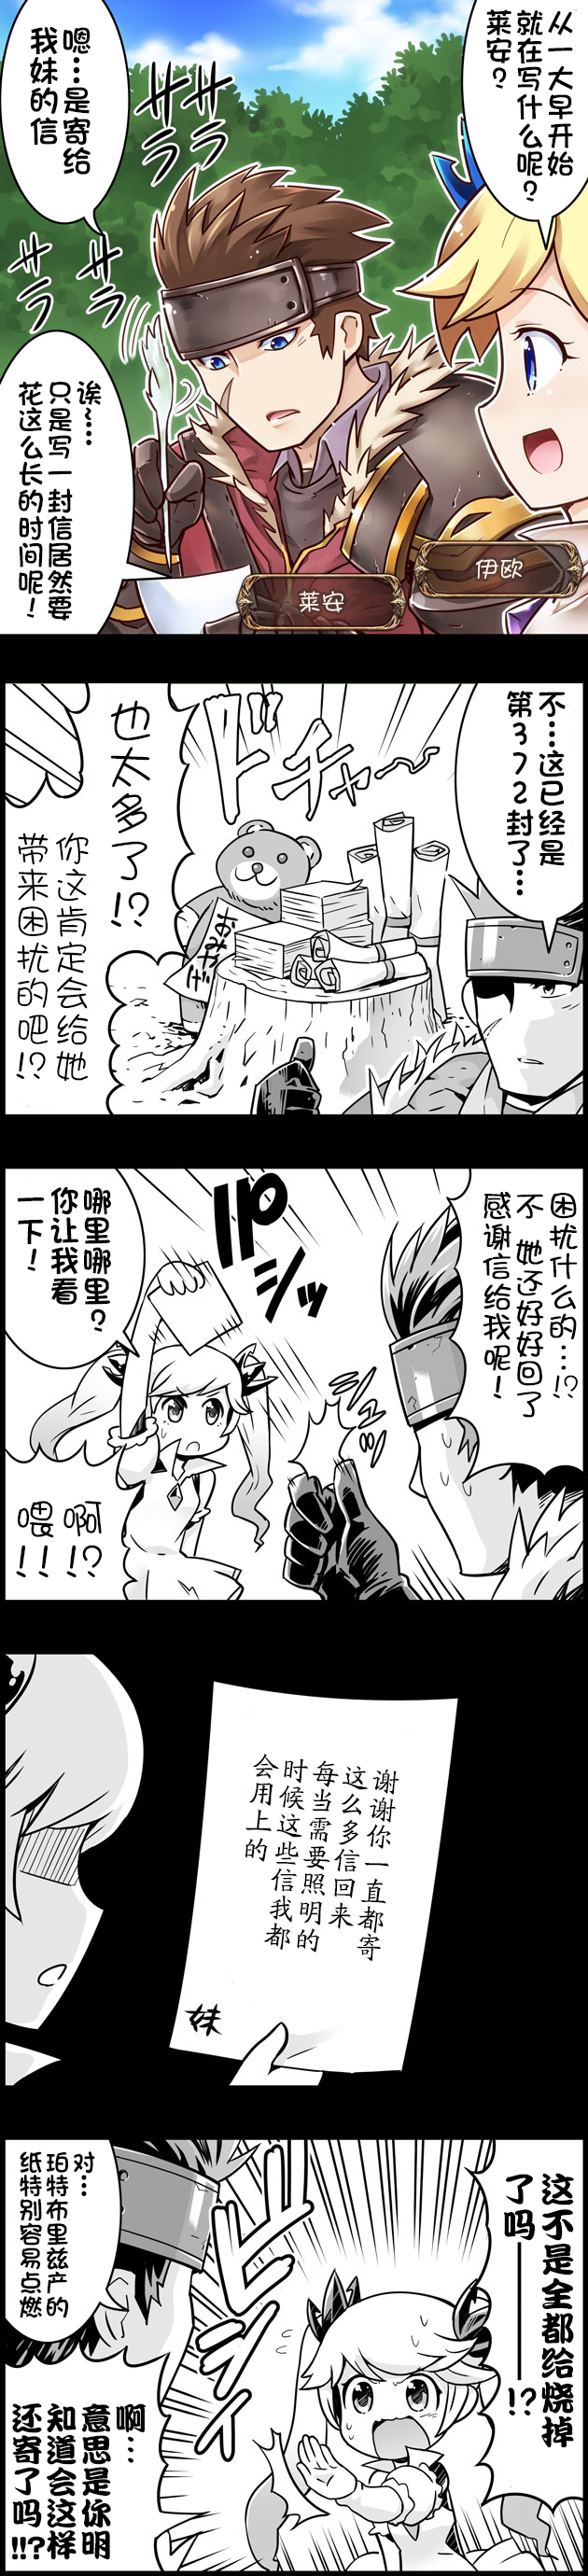 从一大早开始
就在写什么呢？
莱安？
嗯…是寄给
我妹的信
サラ
サラ
サラ
サラ
诶~…
只是写一封信居然要
花这么长的时间呢！
伊欧
莱安
不…这已经是
第372封了…
ドチャ〜
也太多了!?
你这肯定会给她
带来困扰的吧!?
おみやげ
困扰什么的…!?
不 她还好好回了
感谢信给我呢！
パシッ
哪里哪里？
你让我看
一下！
啊!?
喂!!!
谢谢你一直都寄
这么多信回来
每当需要照明的
时候这些信我都
会用上的
妹
这不是全都给烧掉
了吗——!?
ビシィ
对…
珀特布里兹产的
纸特别容易点燃
啊…
意思是你明
知道会这样
还寄了吗!!?